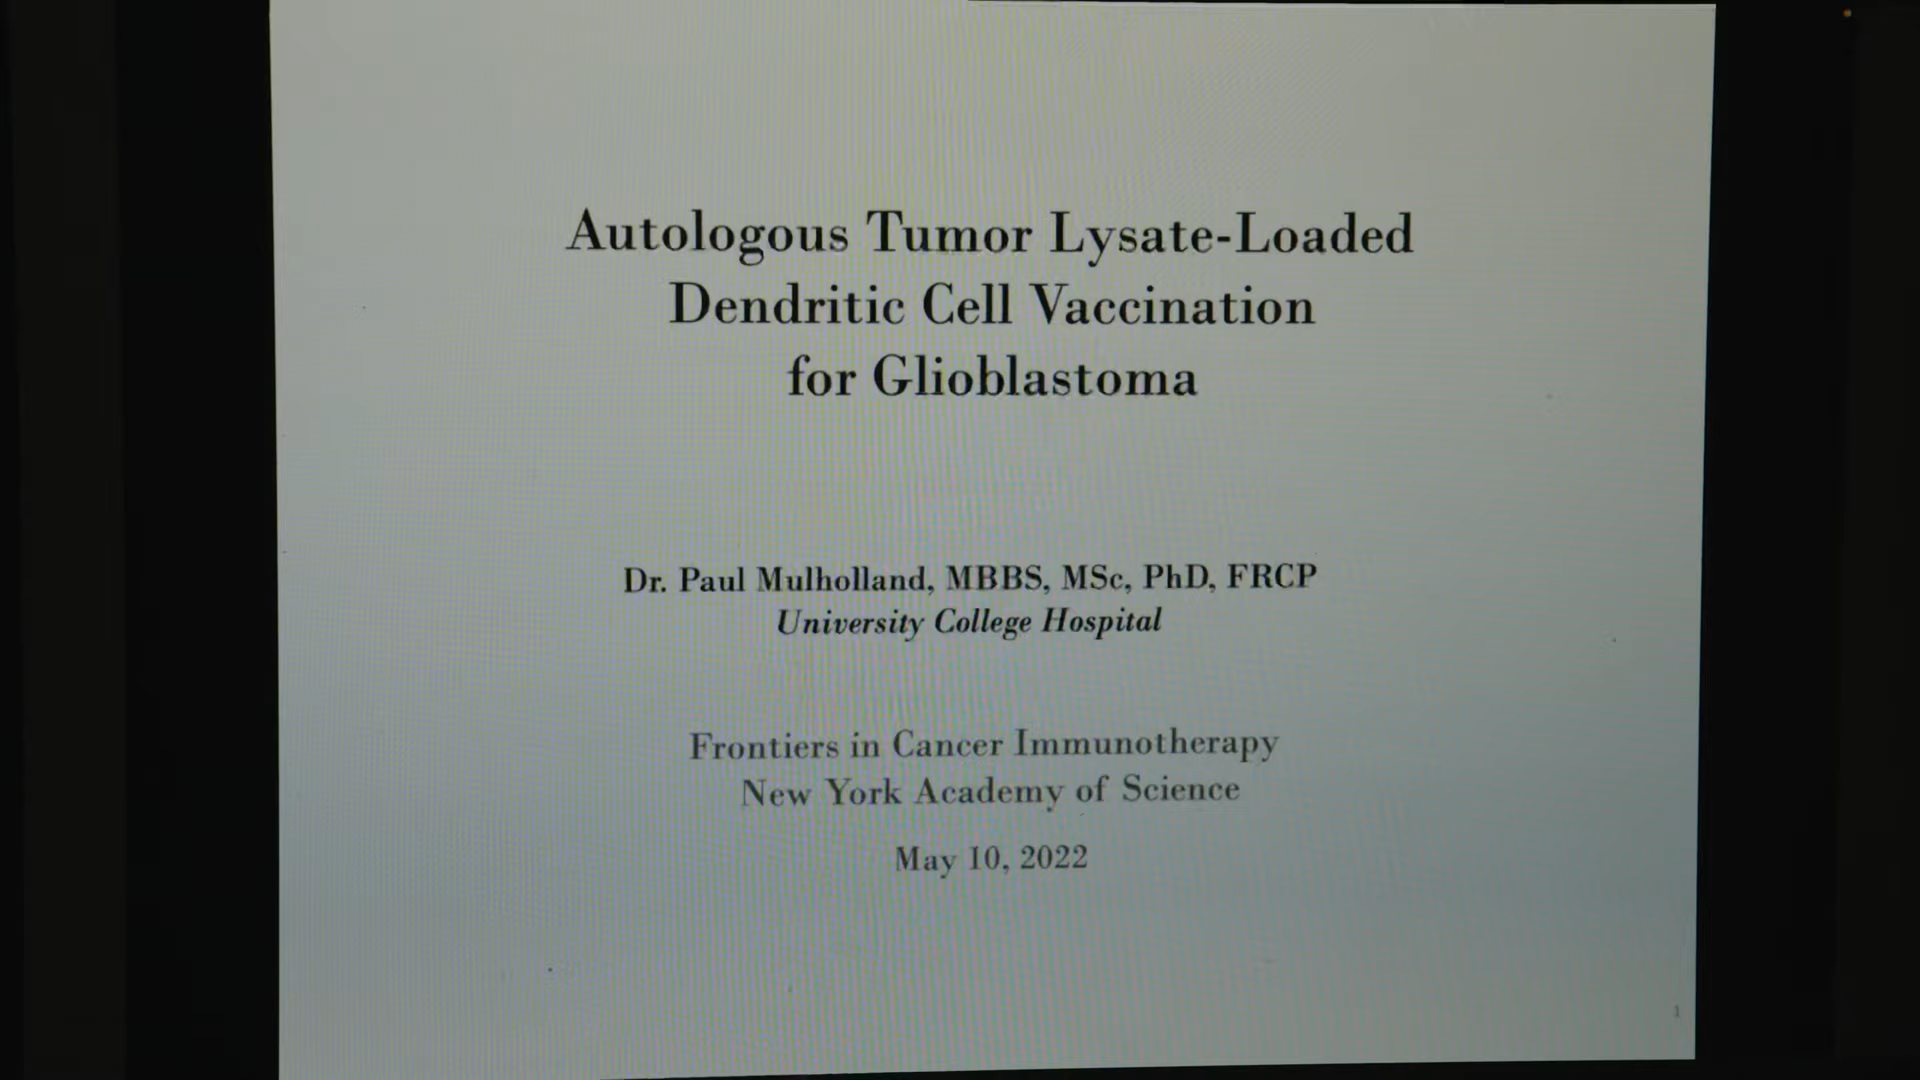 Autologous Tumor Lysate-Loaded
Dendritic Cell Vaccination
for Glioblastoma
Dr. Paul Mulholland, MBBS, MSc, PhD, FRCP
University College Hospital
Frontiers in Cancer Immunotherapy
New York Academy of Science
May 10, 2022
1